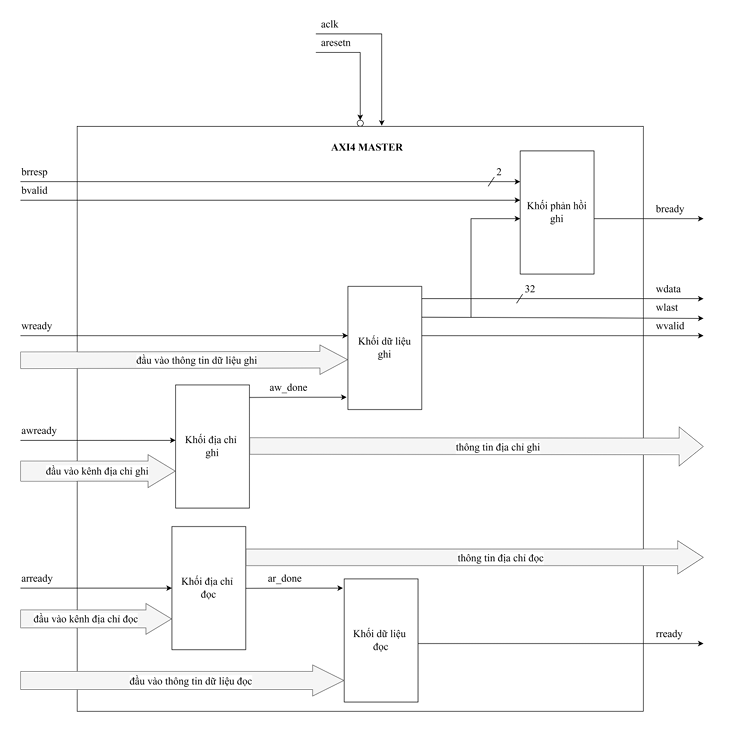 aclk
aresetn
AXI4 MASTER
brresp
2
bvalid
Khối phản hồi
ghi
bready
32
wdata
wlast
wready
Khối dữ liệu
ghi
wvalid
đầu vào thông tin dữ liệu ghi
aw_done
awready
Khối địa chỉ
ghi
thông tin địa chỉ ghi
đầu vào kênh địa chỉ ghi
thông tin địa chỉ đọc
arready
Khối địa chỉ
đọc
ar_done
đầu vào kênh địa chỉ đọc
Khối dữ liệu
đọc
rready
đầu vào thông tin dữ liệu đọc